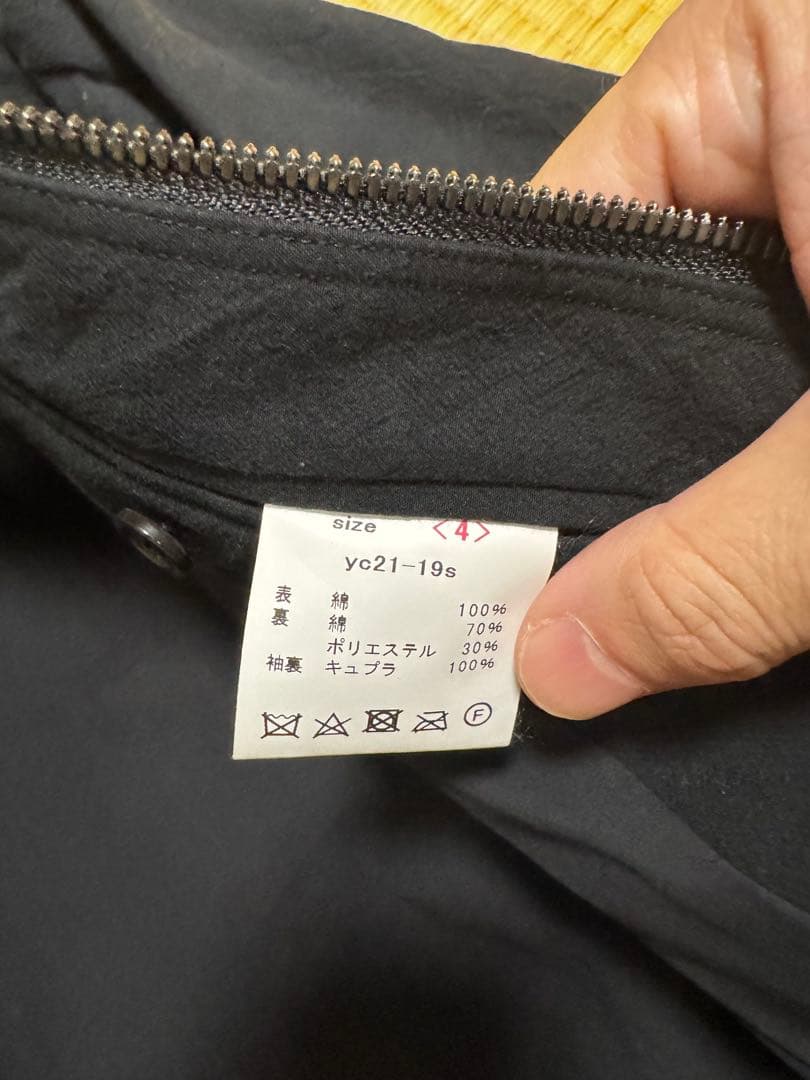 size <4>
yc21-19s
表 綿 100%
裏 綿 70%
ポリエステル 30%
袖裏 キュプラ 100%
F